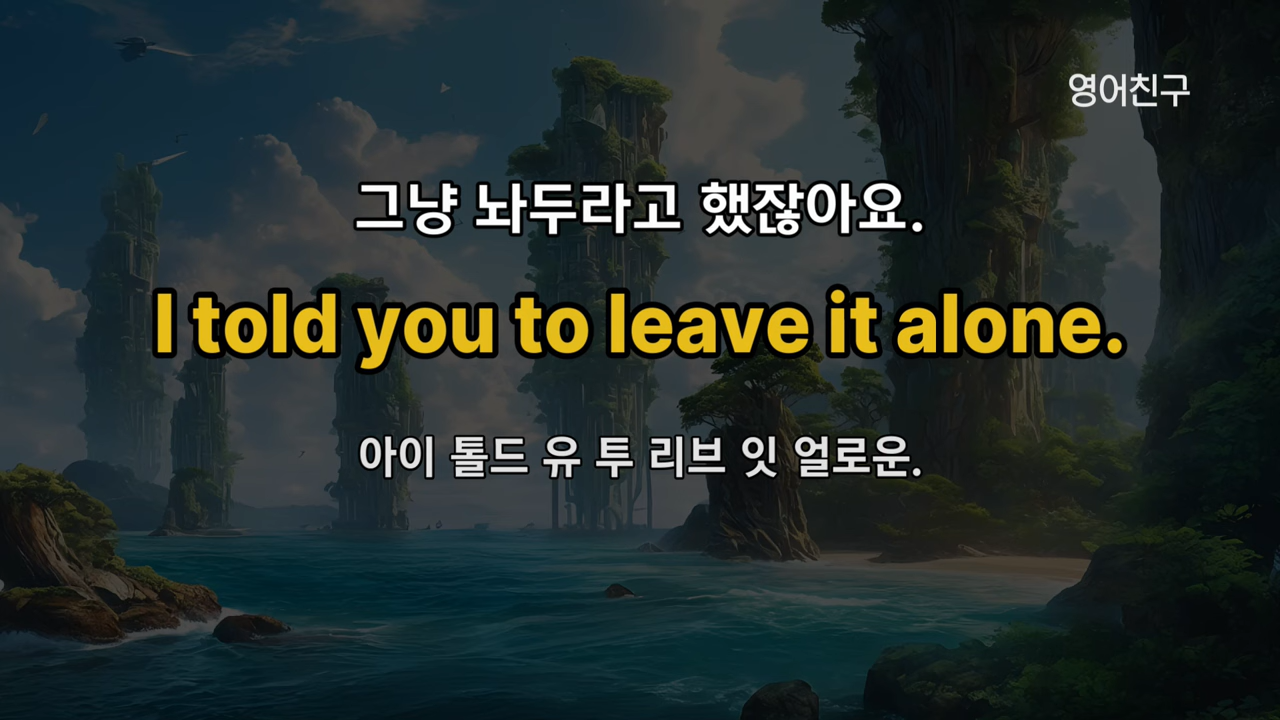 영어친구
그냥 놔두라고 했잖아요.
I told you to leave it alone.
아이 톨드 유 투 리브 잇 얼로운.